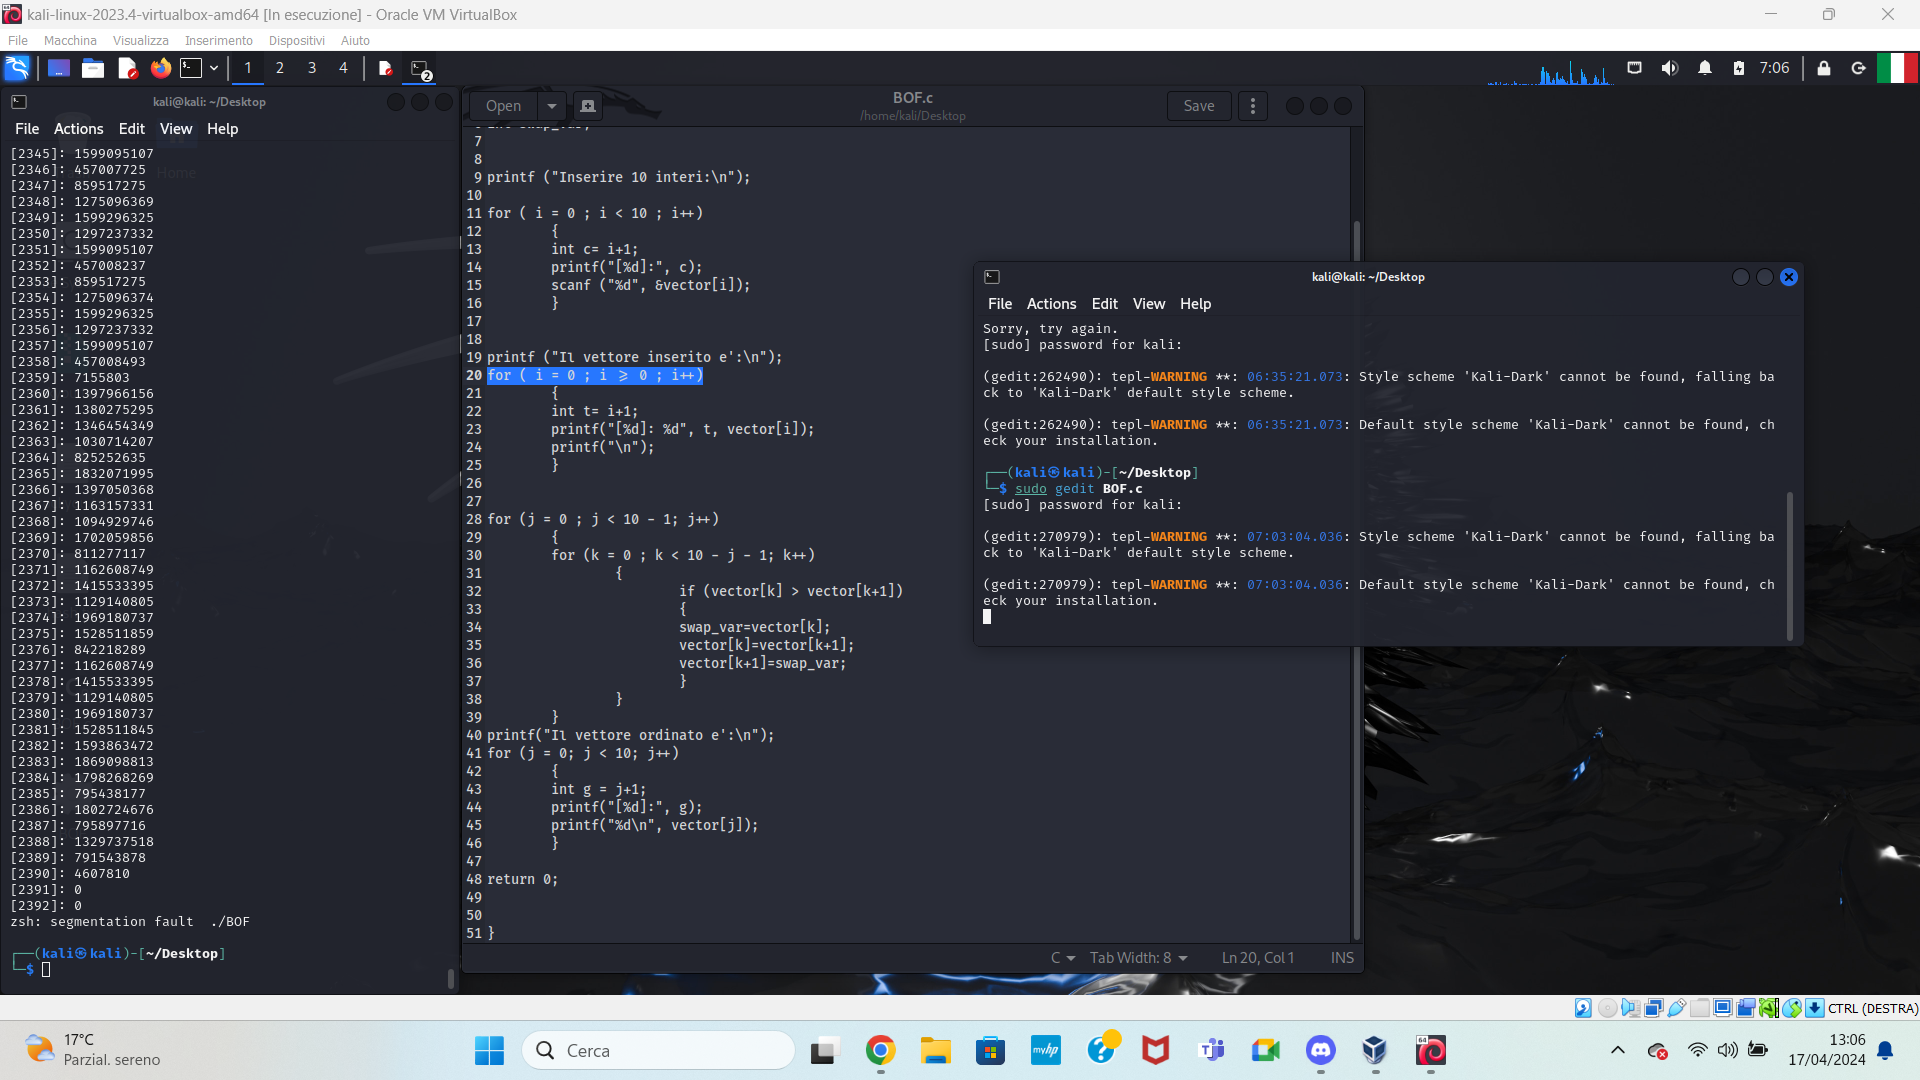 kali-linux-2023.4-virtualbox-amd64 [In esecuzione] - Oracle VM VirtualBox
File Macchina Visualizza Inserimento Dispositivi Aiuto
1 2 3 4 2 7:06
kali@kali: ~/Desktop
File Actions Edit View Help
Home
[2345]: 1599095107
[2346]: 457007725
[2347]: 859517275
[2348]: 1275096369
[2349]: 1599296325
[2350]: 1297237332
[2351]: 1599095107
[2352]: 457008237
[2353]: 859517275
[2354]: 1275096374
[2355]: 1599296325
[2356]: 1297237332
[2357]: 1599095107
[2358]: 457008493
[2359]: 7155803
[2360]: 1397966156
[2361]: 1380275295
[2362]: 1346454349
[2363]: 1030714207
[2364]: 825252635
[2365]: 1832071995
[2366]: 1397050368
[2367]: 1163157331
[2368]: 1094929746
[2369]: 1702059856
[2370]: 811277117
[2371]: 1162608749
[2372]: 1415533395
[2373]: 1129140805
[2374]: 1969180737
[2375]: 1528511859
[2376]: 842218289
[2377]: 1162608749
[2378]: 1415533395
[2379]: 1129140805
[2380]: 1969180737
[2381]: 1528511845
[2382]: 1593863472
[2383]: 1869098813
[2384]: 1798268269
[2385]: 795438177
[2386]: 1802724676
[2387]: 795897716
[2388]: 1329737518
[2389]: 791543878
[2390]: 4607810
[2391]: 0
[2392]: 0
zsh: segmentation fault  ./BOF
┌──(kali㉿kali)-[~/Desktop]
└─$
Open BOF.c Save
/home/kali/Desktop
6 int swap_var;
7
8
9 printf ("Inserire 10 interi:\n");
10
11 for ( i = 0 ; i < 10 ; i++)
12 {
13 int c= i+1;
14 printf("[%d]:", c);
15 scanf ("%d", &vector[i]);
16 }
17
18
19 printf ("Il vettore inserito e':\n");
20 for ( i = 0 ; i >= 0 ; i++)
21 {
22 int t= i+1;
23 printf("[%d]: %d", t, vector[i]);
24 printf("\n");
25 }
26
27
28 for (j = 0 ; j < 10 - 1; j++)
29 {
30 for (k = 0 ; k < 10 - j - 1; k++)
31 {
32 if (vector[k] > vector[k+1])
33 {
34 swap_var=vector[k];
35 vector[k]=vector[k+1];
36 vector[k+1]=swap_var;
37 }
38 }
39 }
40 printf("Il vettore ordinato e':\n");
41 for (j = 0; j < 10; j++)
42 {
43 int g = j+1;
44 printf("[%d]:", g);
45 printf("%d\n", vector[j]);
46 }
47
48 return 0;
49
50
51 }
C Tab Width: 8 Ln 20, Col 1 INS
kali@kali: ~/Desktop
File Actions Edit View Help
Sorry, try again.
[sudo] password for kali:
(gedit:262490): tepl-WARNING **: 06:35:21.073: Style scheme 'Kali-Dark' cannot be found, falling ba
ck to 'Kali-Dark' default style scheme.
(gedit:262490): tepl-WARNING **: 06:35:21.073: Default style scheme 'Kali-Dark' cannot be found, ch
eck your installation.
┌──(kali㉿kali)-[~/Desktop]
└─$ sudo gedit BOF.c
[sudo] password for kali:
(gedit:270979): tepl-WARNING **: 07:03:04.036: Style scheme 'Kali-Dark' cannot be found, falling ba
ck to 'Kali-Dark' default style scheme.
(gedit:270979): tepl-WARNING **: 07:03:04.036: Default style scheme 'Kali-Dark' cannot be found, ch
eck your installation.
CTRL (DESTRA)
17°C
Parzial. sereno
Cerca
myhp
64
13:06
17/04/2024